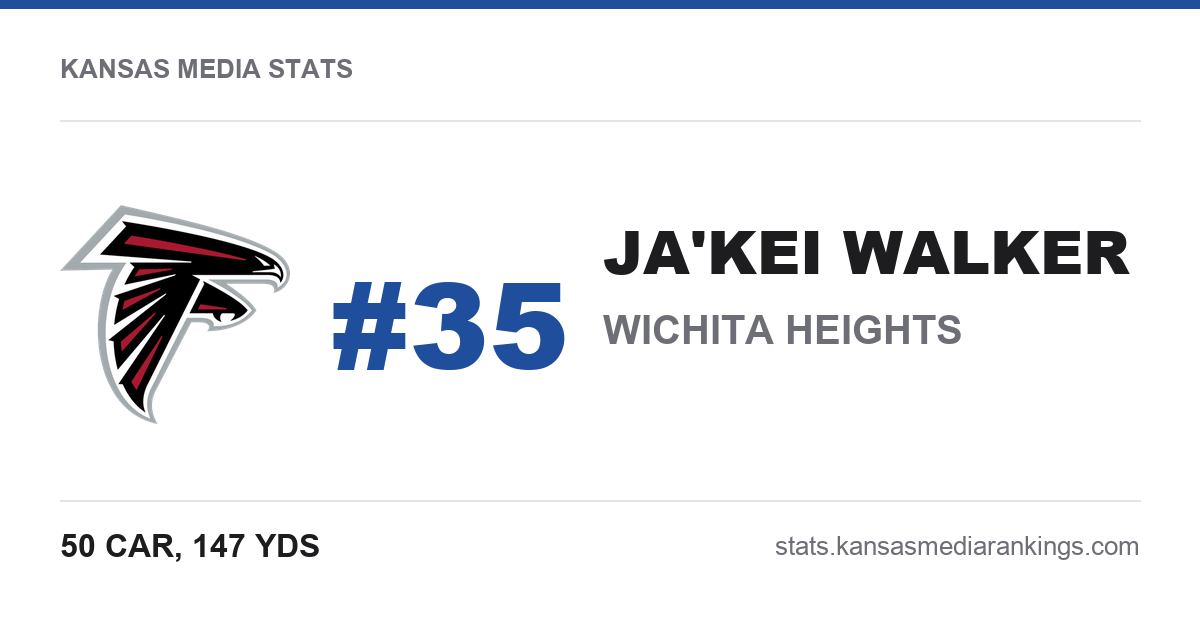 KANSAS MEDIA STATS
#35
JA'KEI WALKER
WICHITA HEIGHTS
50 CAR, 147 YDS
stats.kansasmediarankings.com